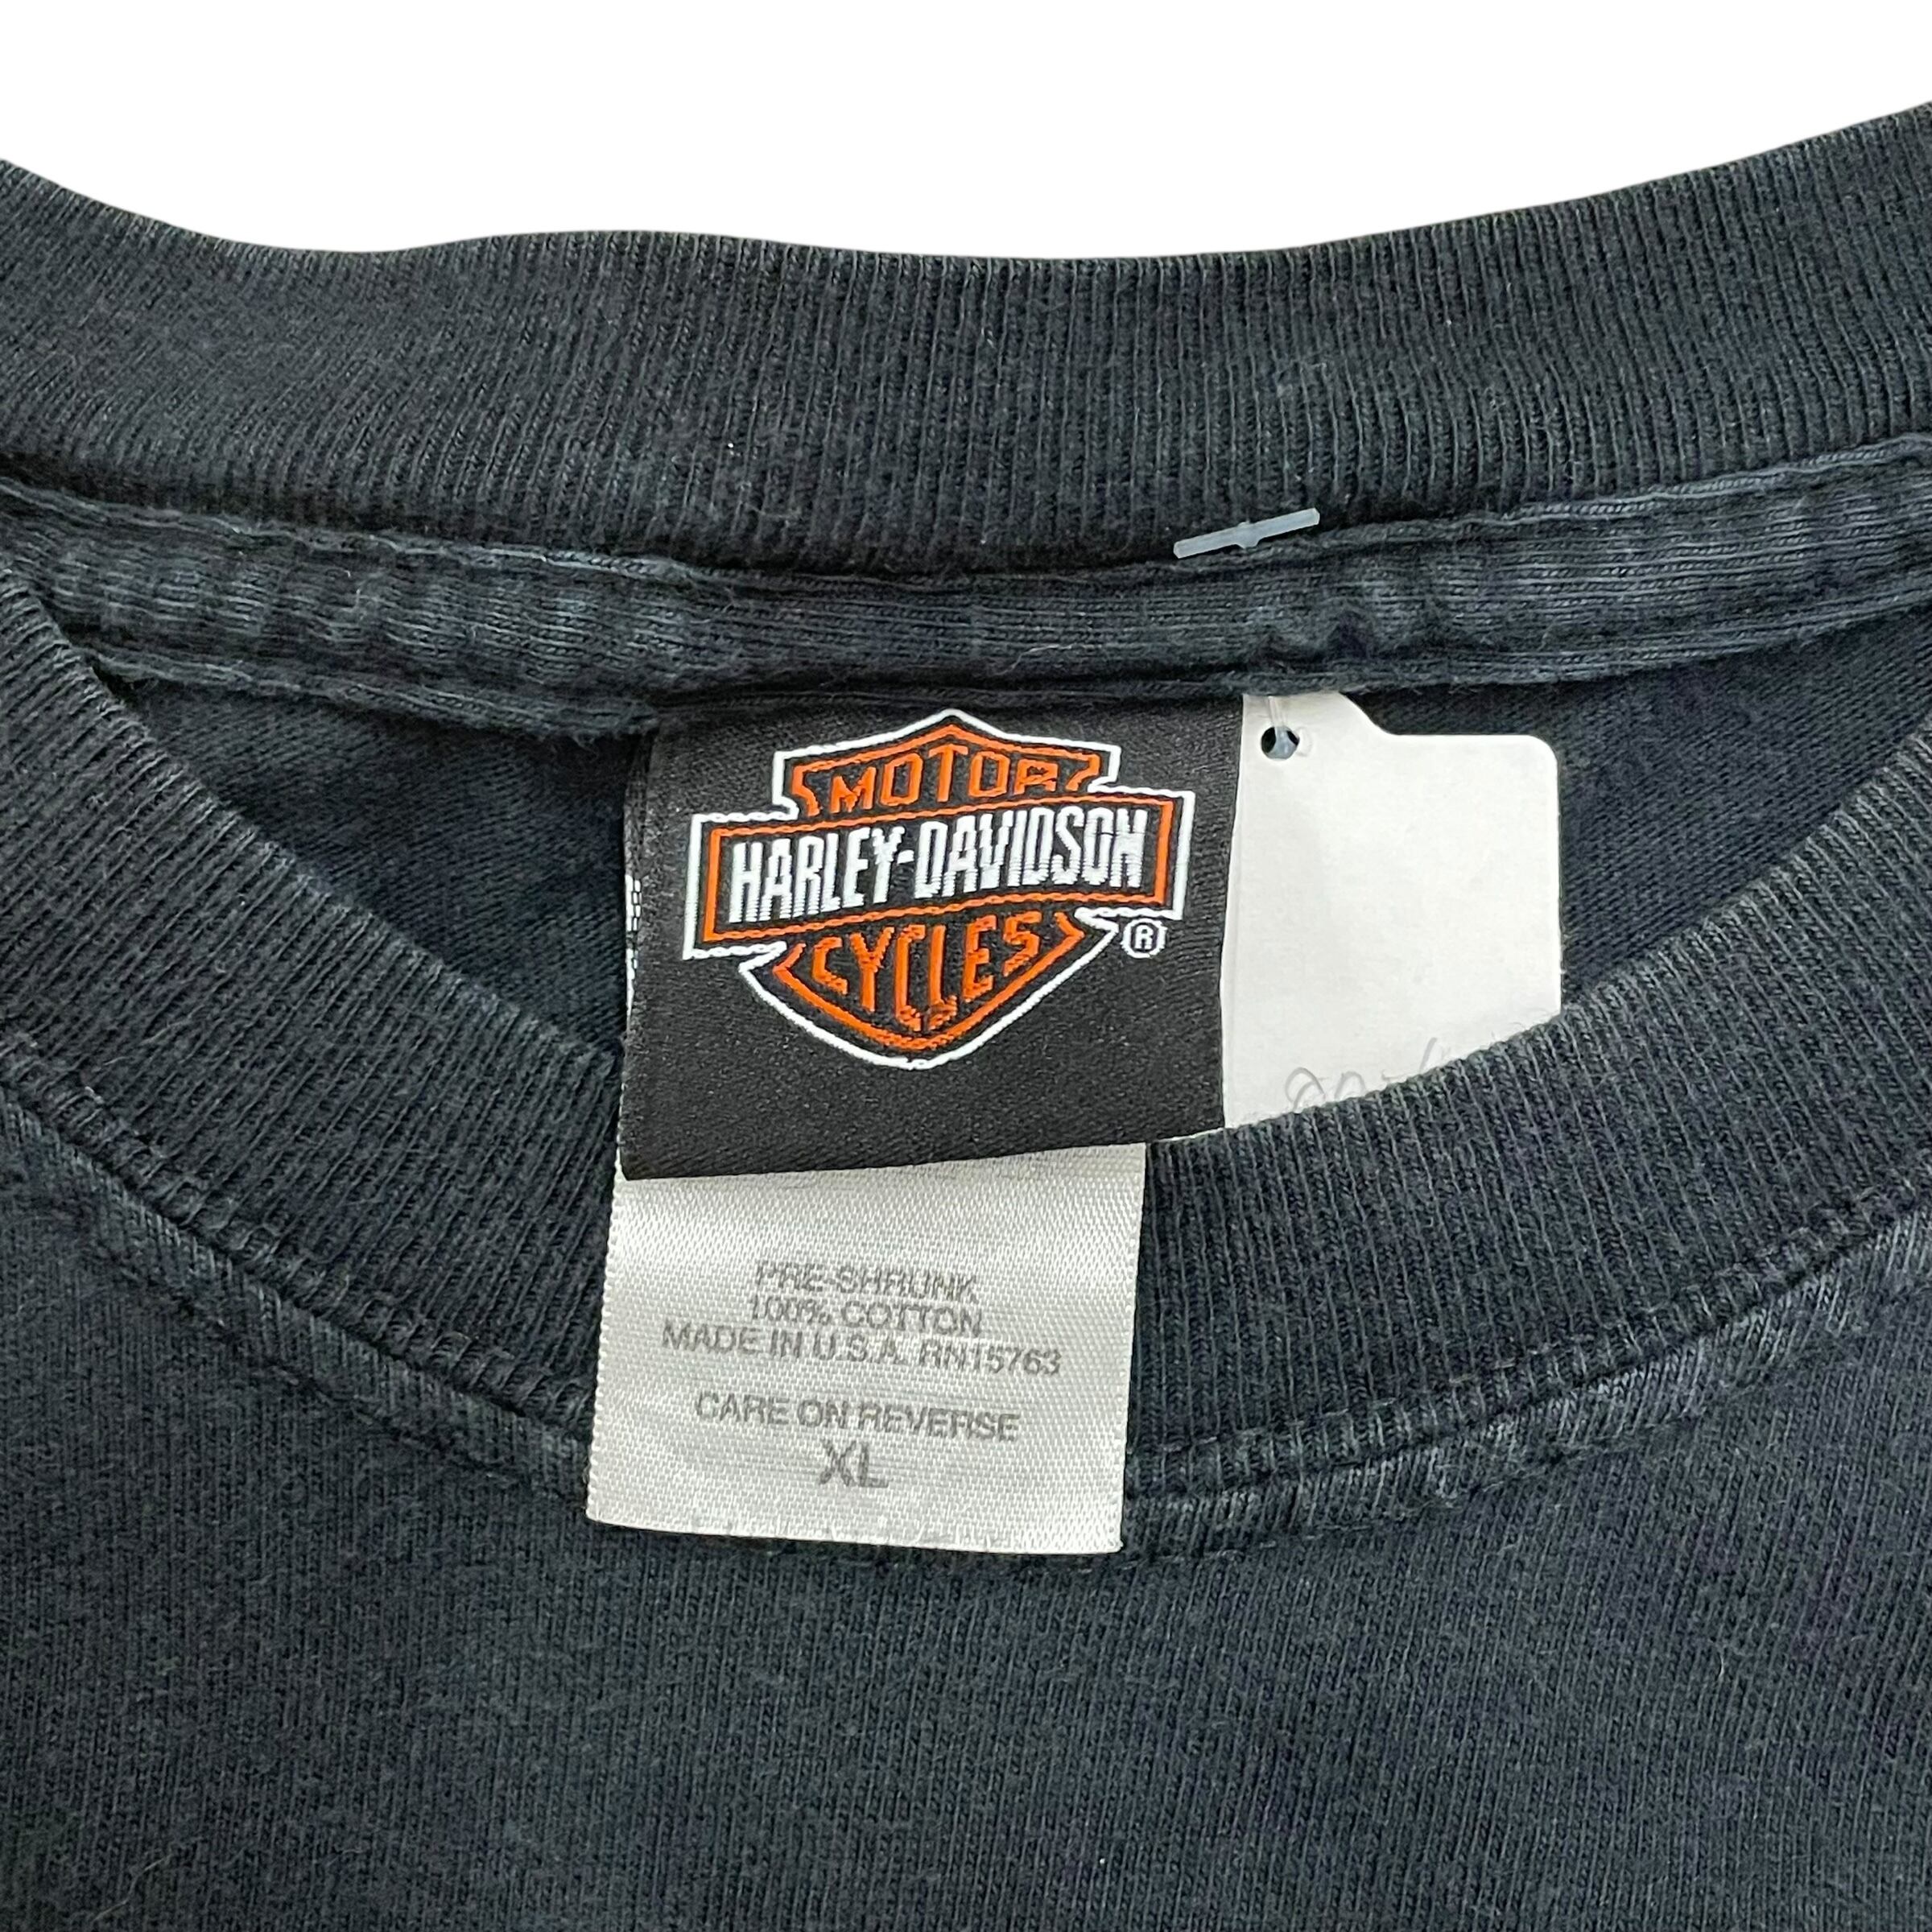 MOTOR
HARLEY-DAVIDSON
CYCLES
®
PRE-SHRUNK
100% COTTON
MADE IN U.S.A. RN15763
CARE ON REVERSE
XL